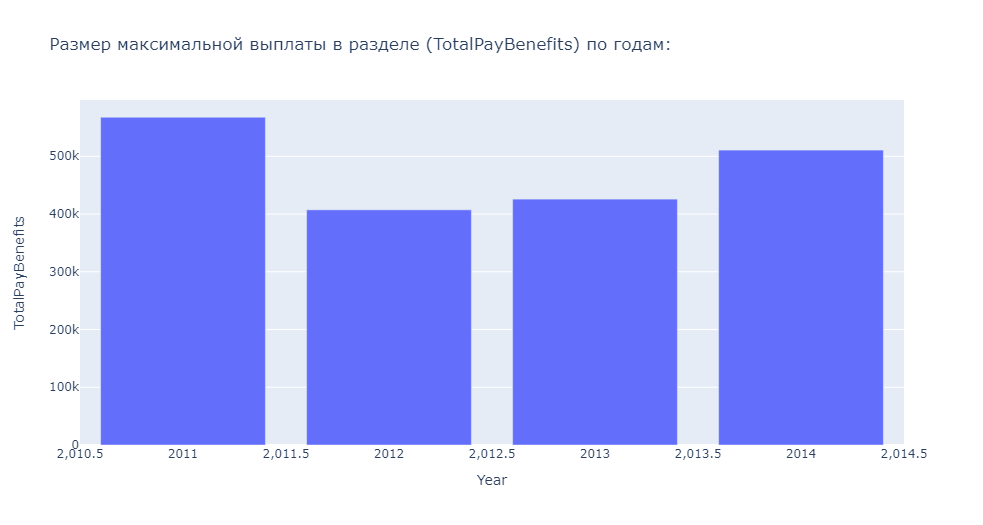 Размер максимальной выплаты в разделе (TotalPayBenefits) по годам:
500k
400k
300k
200k
100k
0
TotalPayBenefits
2,010.5 2011 2,011.5 2012 2,012.5 2013 2,013.5 2014 2,014.5
Year